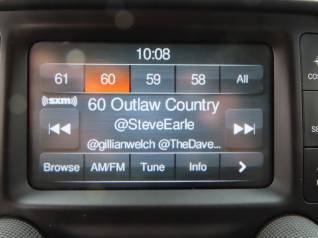 10:08
61 60 59 58 All
((sxm))
60 Outlaw Country
@SteveEarle
@gillianwelch @TheDave...
Browse AM/FM Tune Info >